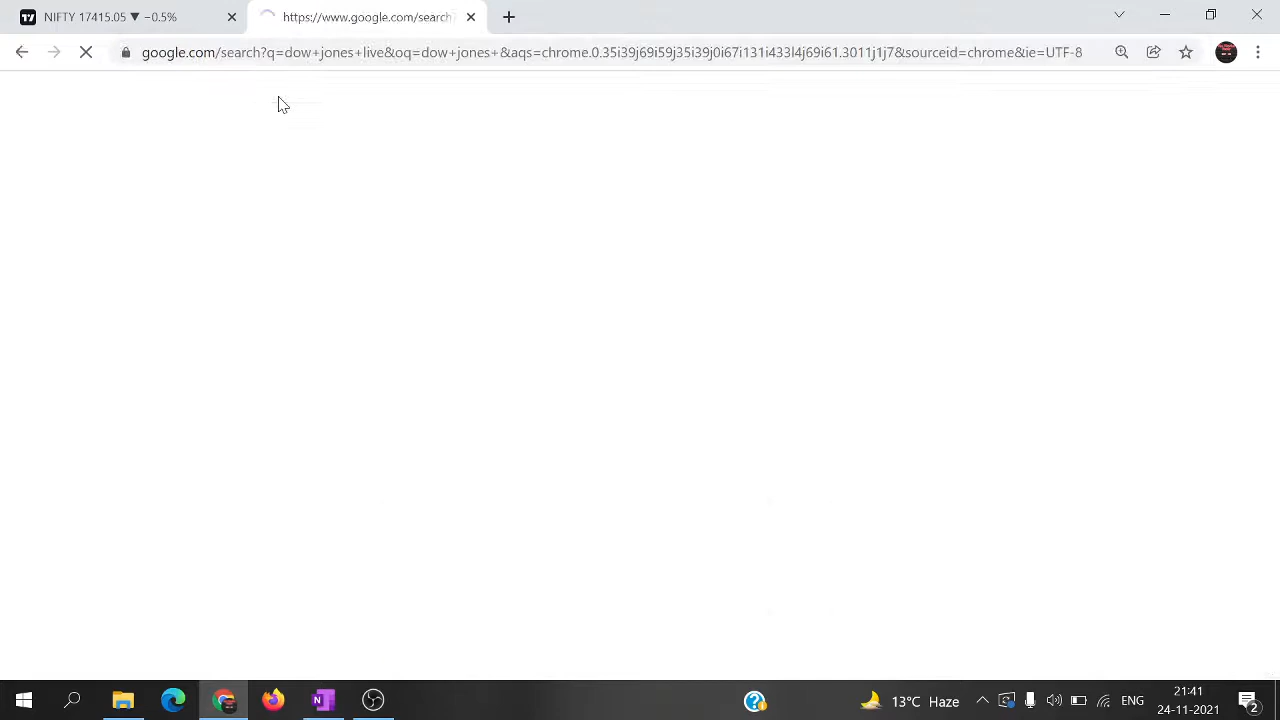 NIFTY 17415.05 ▼ −0.5%
https://www.google.com/search?
google.com/search?q=dow+jones+live&oq=dow+jones+&aqs=chrome.0.35i39j69i59j35i39j0i67i131i433l4j69i61.3011j1j7&sourceid=chrome&ie=UTF-8
13°C Haze
ENG
21:41
24-11-2021
2